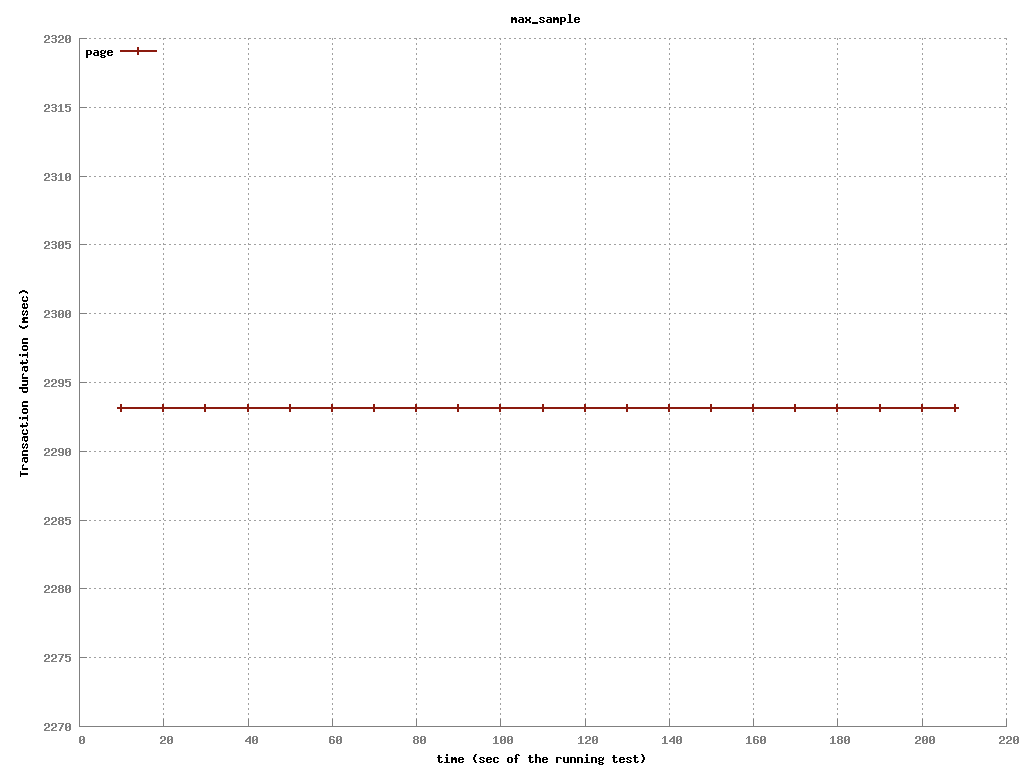 max_sample
page
2320
2315
2310
2305
2300
2295
2290
2285
2280
2275
2270
Transaction duration (msec)
0 20 40 60 80 100 120 140 160 180 200 220
time (sec of the running test)